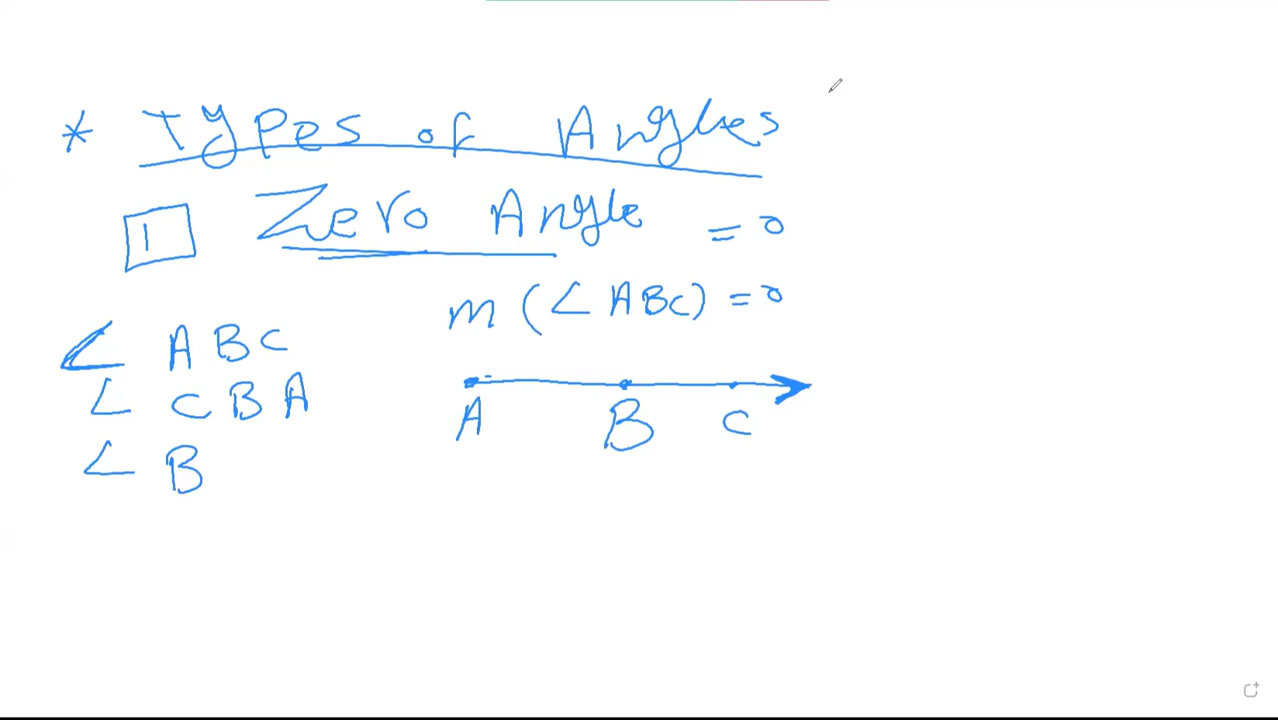 * Types of Angles
1 Zero Angle = 0
m (∠ ABC) = 0
∠ ABC
∠ CBA
∠ B
A B C